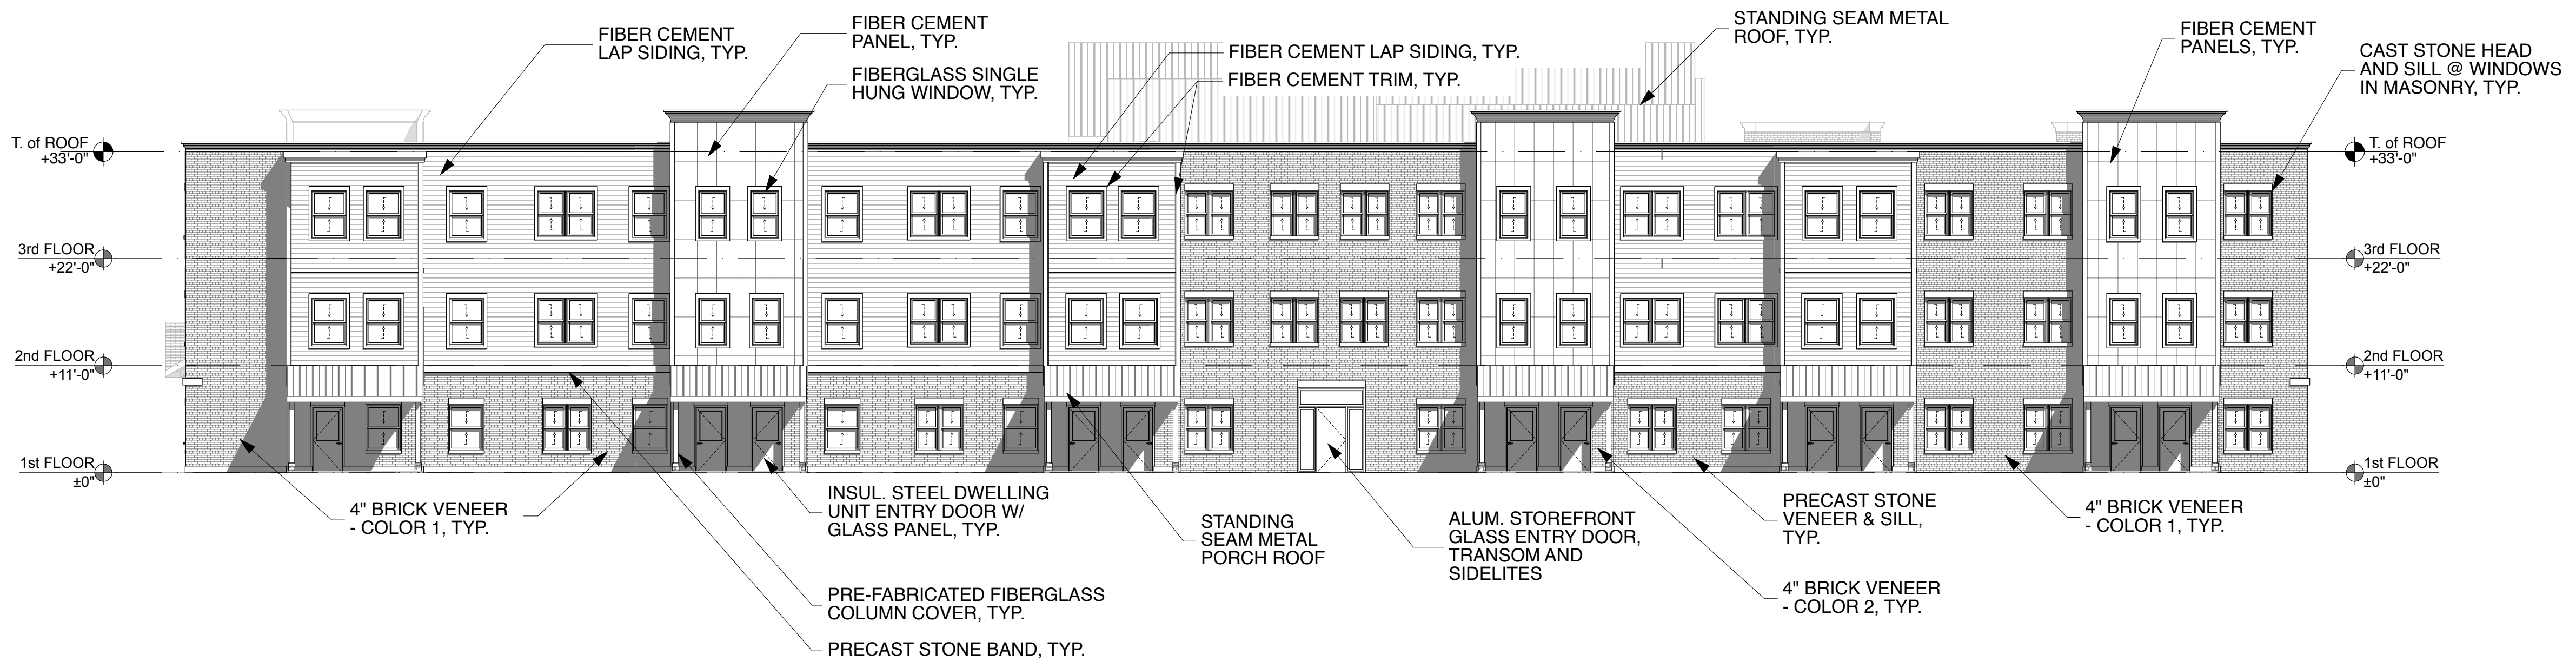 FIBER CEMENT
LAP SIDING, TYP.
FIBER CEMENT
PANEL, TYP.
FIBERGLASS SINGLE
HUNG WINDOW, TYP.
FIBER CEMENT LAP SIDING, TYP.
FIBER CEMENT TRIM, TYP.
STANDING SEAM METAL
ROOF, TYP.
FIBER CEMENT
PANELS, TYP.
CAST STONE HEAD
AND SILL @ WINDOWS
IN MASONRY, TYP.
T. of ROOF
+33'-0"
3rd FLOOR
+22'-0"
2nd FLOOR
+11'-0"
1st FLOOR
±0"
T. of ROOF
+33'-0"
3rd FLOOR
+22'-0"
2nd FLOOR
+11'-0"
1st FLOOR
±0"
4" BRICK VENEER
- COLOR 1, TYP.
INSUL. STEEL DWELLING
UNIT ENTRY DOOR W/
GLASS PANEL, TYP.
PRE-FABRICATED FIBERGLASS
COLUMN COVER, TYP.
PRECAST STONE BAND, TYP.
STANDING
SEAM METAL
PORCH ROOF
ALUM. STOREFRONT
GLASS ENTRY DOOR,
TRANSOM AND
SIDELITES
PRECAST STONE
VENEER & SILL,
TYP.
4" BRICK VENEER
- COLOR 2, TYP.
4" BRICK VENEER
- COLOR 1, TYP.